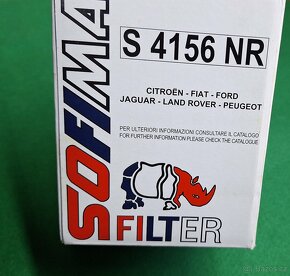 S 4156 NR
CITROËN - FIAT - FORD
JAGUAR - LAND ROVER - PEUGEOT
PER ULTERIORI INFORMAZIONI CONSULTARE IL CATALOGO
FOR FURTHER INFORMATION PLEASE CHECK THE CATALOGUE
SOFIMA
FILTER